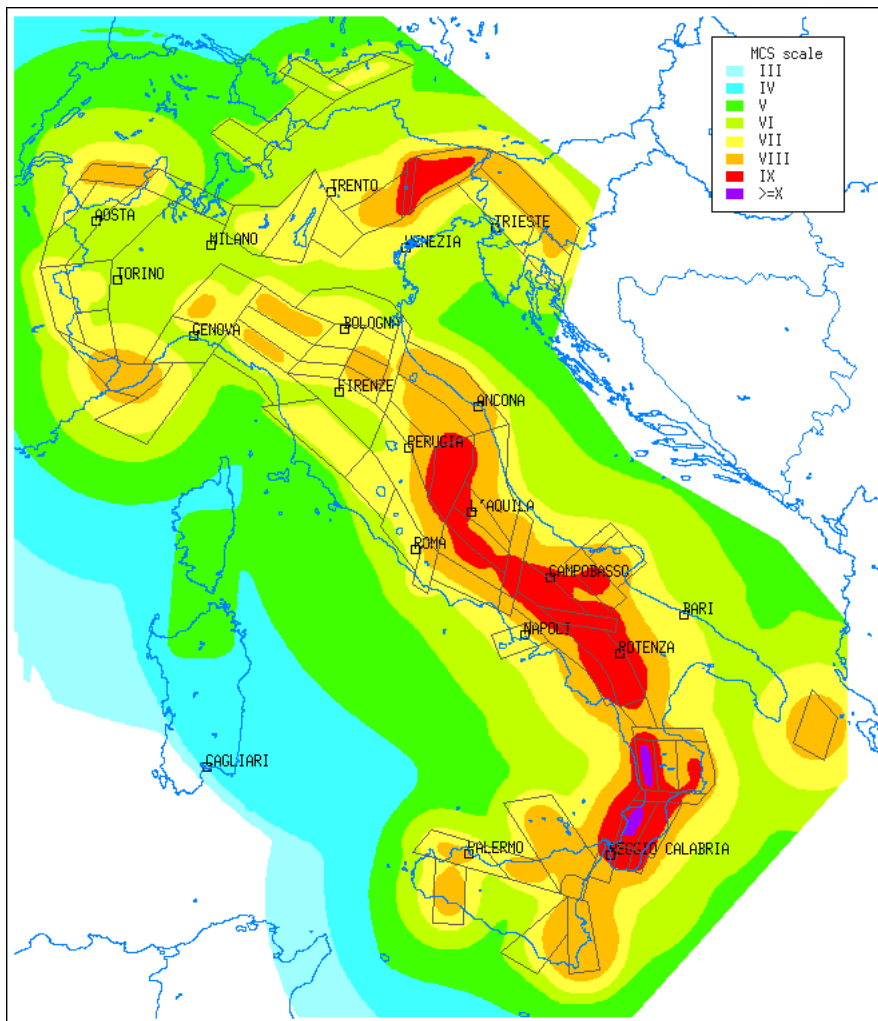 MCS scale
III
IV
V
VI
VII
VIII
IX
>=X
TRENTO
AOSTA
TRIESTE
MILANO
VENEZIA
TORINO
GENOVA
BOLOGNA
FIRENZE
ANCONA
PERUGIA
L'AQUILA
ROMA
CAMPOBASSO
BARI
NAPOLI
POTENZA
CAGLIARI
PALERMO
REGGIO CALABRIA